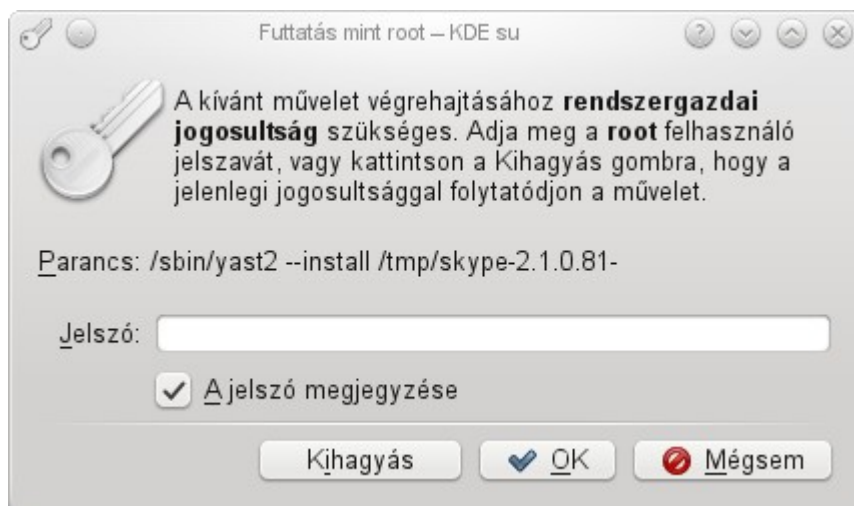 Futtatás mint root – KDE su
A kívánt művelet végrehajtásához rendszergazdai
jogosultság szükséges. Adja meg a root felhasználó
jelszavát, vagy kattintson a Kihagyás gombra, hogy a
jelenlegi jogosultsággal folytatódjon a művelet.
Parancs: /sbin/yast2 --install /tmp/skype-2.1.0.81-
Jelszó:
A jelszó megjegyzése
Kihagyás OK Mégsem